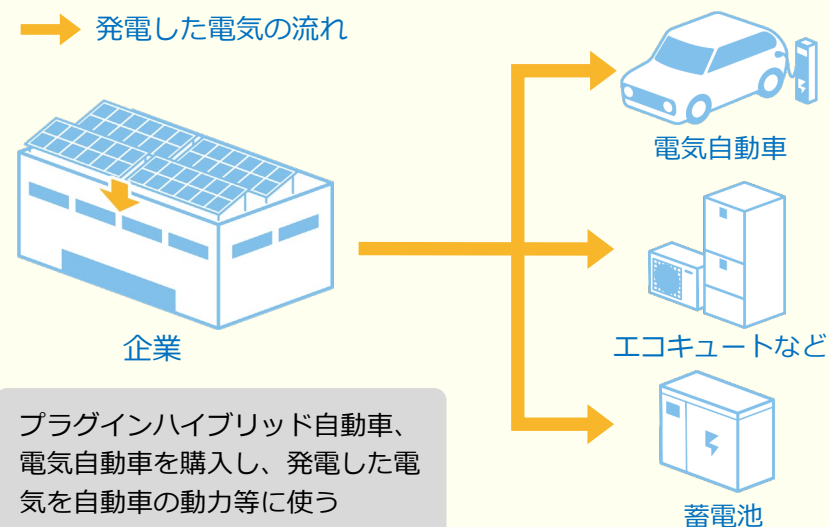 発電した電気の流れ
電気自動車
企業
エコキュートなど
プラグインハイブリッド自動車、
電気自動車を購入し、発電した電
気を自動車の動力等に使う
蓄電池